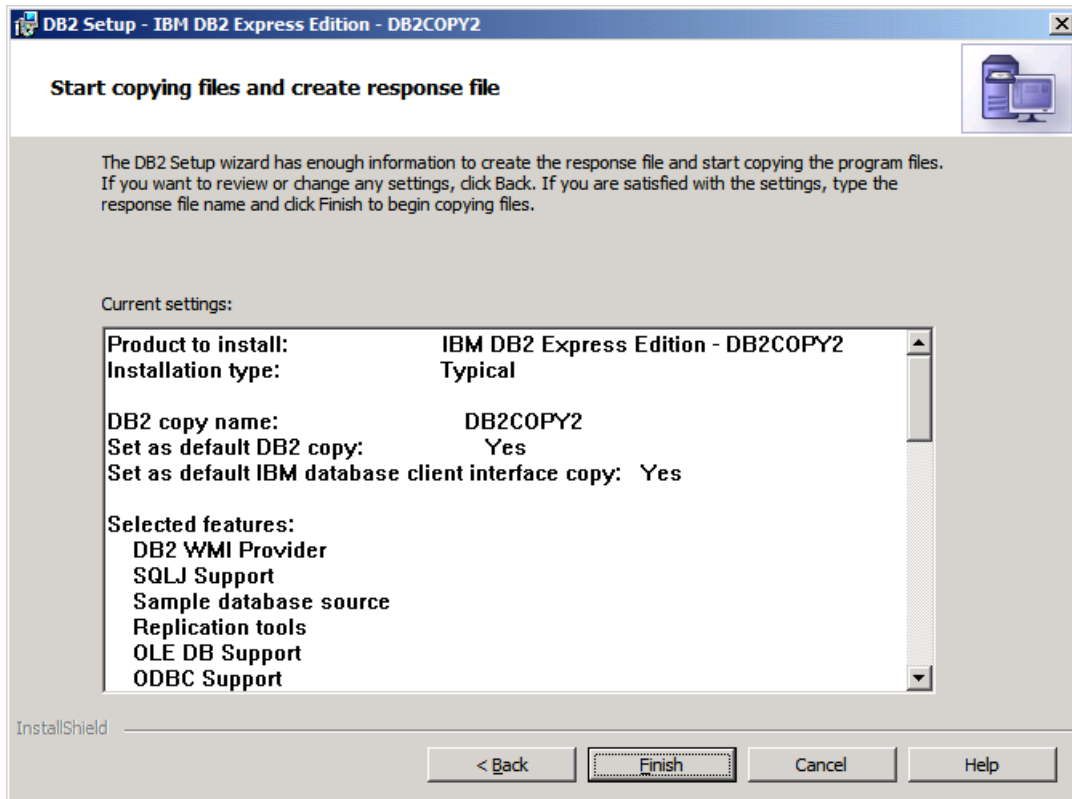 DB2 Setup - IBM DB2 Express Edition - DB2COPY2
Start copying files and create response file
The DB2 Setup wizard has enough information to create the response file and start copying the program files.
If you want to review or change any settings, click Back. If you are satisfied with the settings, type the
response file name and click Finish to begin copying files.
Current settings:
Product to install: IBM DB2 Express Edition - DB2COPY2
Installation type: Typical
DB2 copy name: DB2COPY2
Set as default DB2 copy: Yes
Set as default IBM database client interface copy: Yes
Selected features:
DB2 WMI Provider
SQLJ Support
Sample database source
Replication tools
OLE DB Support
ODBC Support
InstallShield
< Back Finish Cancel Help